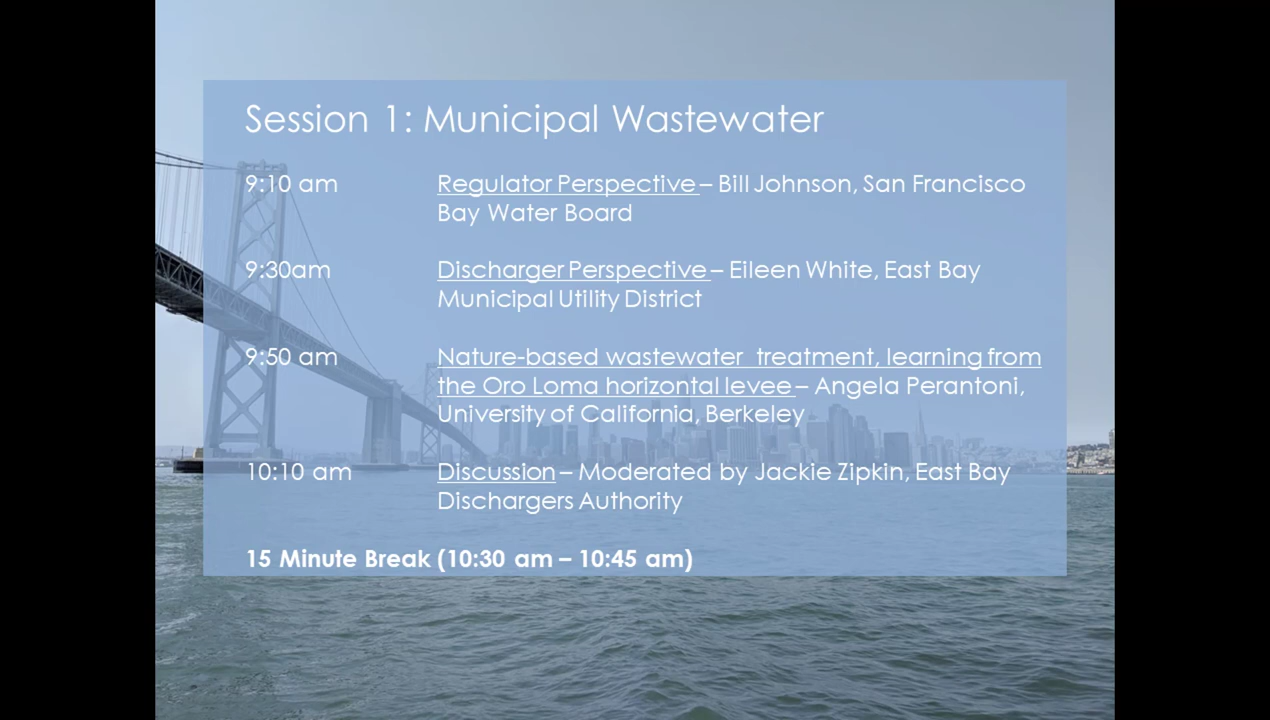 Session 1: Municipal Wastewater
9:10 am Regulator Perspective – Bill Johnson, San Francisco
Bay Water Board
9:30am Discharger Perspective – Eileen White, East Bay
Municipal Utility District
9:50 am Nature-based wastewater treatment, learning from
the Oro Loma horizontal levee – Angela Perantoni,
University of California, Berkeley
10:10 am Discussion – Moderated by Jackie Zipkin, East Bay
Dischargers Authority
15 Minute Break (10:30 am – 10:45 am)